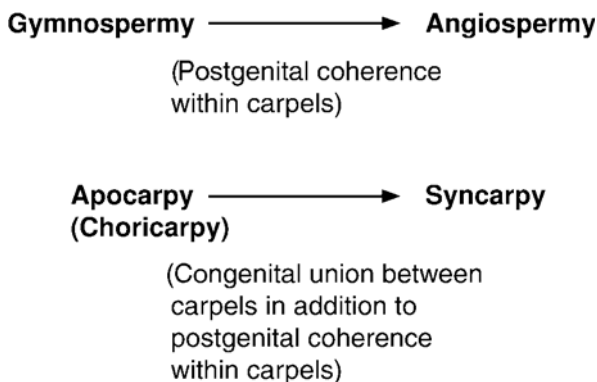 Gymnospermy Angiospermy
(Postgenital coherence
within carpels)
Apocarpy Syncarpy
(Choricarpy)
(Congenital union between
carpels in addition to
postgenital coherence
within carpels)